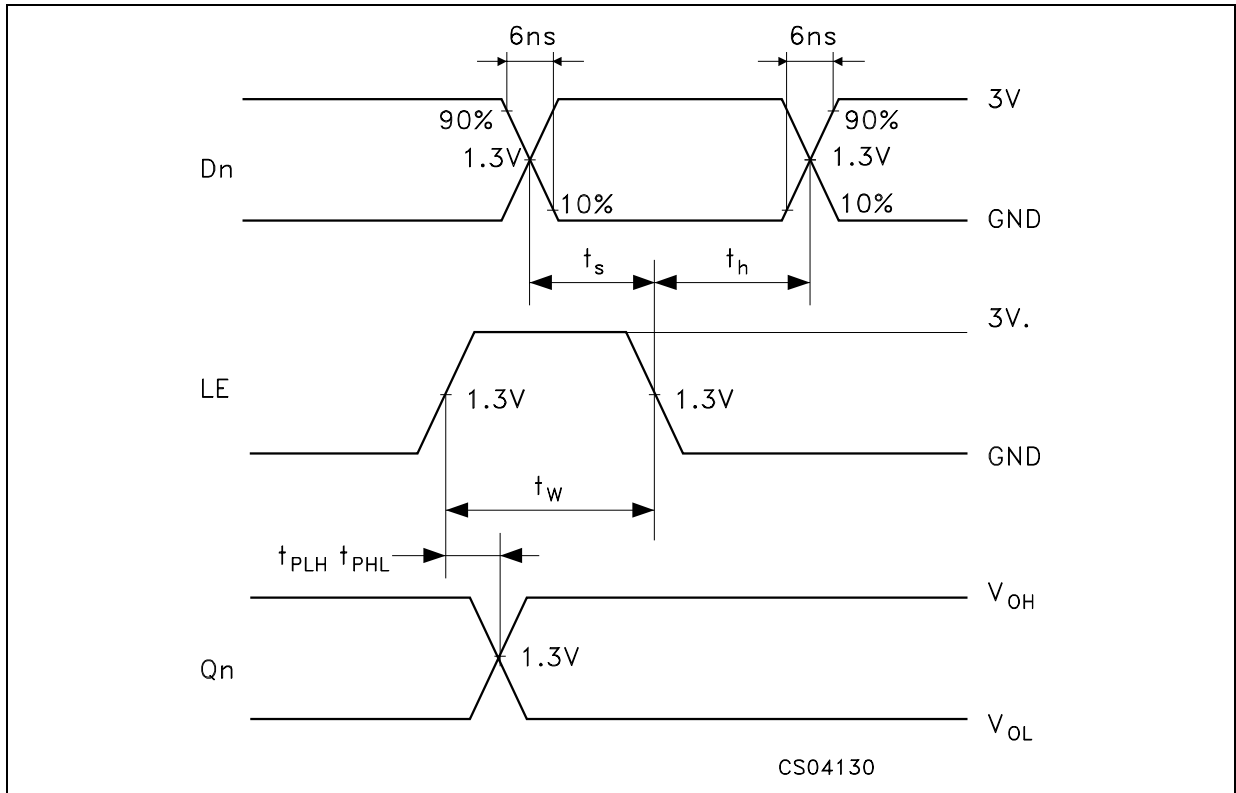 6ns 6ns
3V
90% 90%
1.3V 1.3V
Dn
10% 10%
GND
ts th
3V.
LE
1.3V 1.3V
GND
tW
tPLH tPHL
VOH
1.3V
Qn
VOL
CS04130